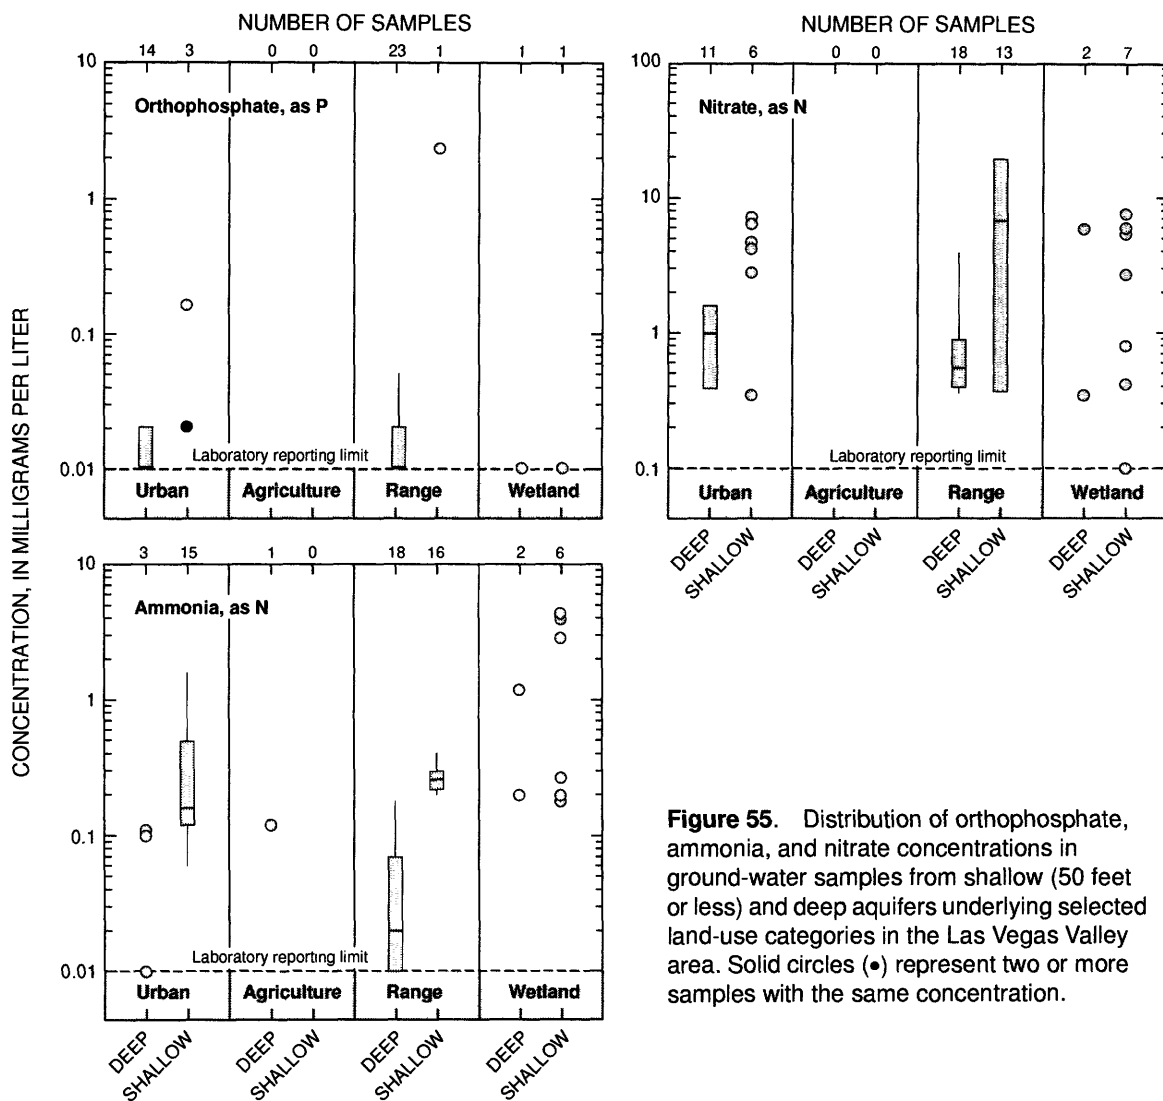 NUMBER OF SAMPLES
14 3 0 0 23 1 1 1
10
Orthophosphate, as P
1
0.1
Laboratory reporting limit
0.01
Urban Agriculture Range Wetland
NUMBER OF SAMPLES
11 6 0 0 18 13 2 7
100
Nitrate, as N
10
1
Laboratory reporting limit
0.1
Urban Agriculture Range Wetland
DEEP SHALLOW DEEP SHALLOW DEEP SHALLOW DEEP SHALLOW
CONCENTRATION, IN MILLIGRAMS PER LITER
3 15 1 0 18 16 2 6
10
Ammonia, as N
1
0.1
Laboratory reporting limit
0.01
Urban Agriculture Range Wetland
DEEP SHALLOW DEEP SHALLOW DEEP SHALLOW DEEP SHALLOW
Figure 55. Distribution of orthophosphate,
ammonia, and nitrate concentrations in
ground-water samples from shallow (50 feet
or less) and deep aquifers underlying selected
land-use categories in the Las Vegas Valley
area. Solid circles (●) represent two or more
samples with the same concentration.